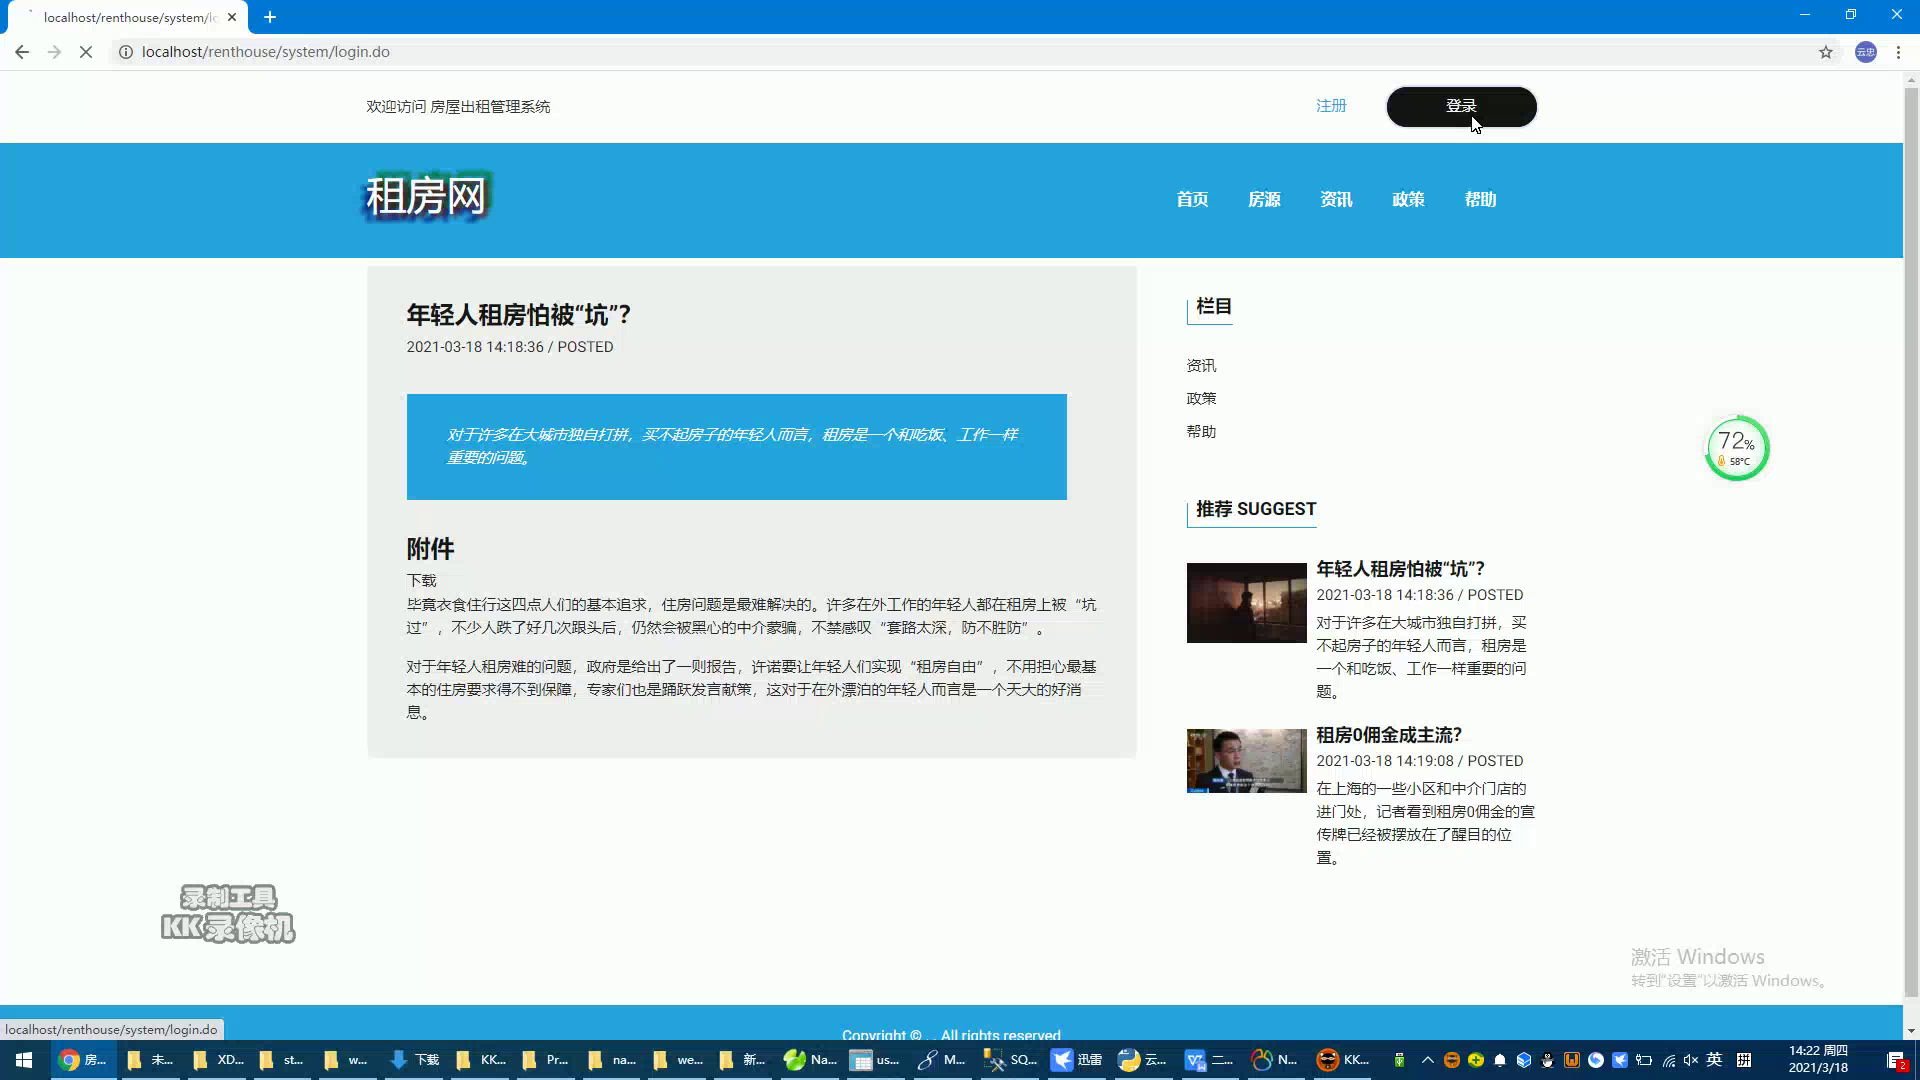 localhost/renthouse/system/lo
localhost/renthouse/system/login.do
云忠
欢迎访问 房屋出租管理系统
注册
登录
租房网
首页
房源
资讯
政策
帮助
年轻人租房怕被“坑”？
2021-03-18 14:18:36 / POSTED
对于许多在大城市独自打拼，买不起房子的年轻人而言，租房是一个和吃饭、工作一样
重要的问题。
附件
下载
毕竟衣食住行这四点人们的基本追求，住房问题是最难解决的。许多在外工作的年轻人都在租房上被“坑
过”，不少人跌了好几次跟头后，仍然会被黑心的中介蒙骗，不禁感叹“套路太深，防不胜防”。
对于年轻人租房难的问题，政府是给出了一则报告，许诺要让年轻人们实现“租房自由”，不用担心最基
本的住房要求得不到保障，专家们也是踊跃发言献策，这对于在外漂泊的年轻人而言是一个天大的好消
息。
栏目
资讯
政策
帮助
72%
58°C
推荐 SUGGEST
年轻人租房怕被“坑”？
2021-03-18 14:18:36 / POSTED
对于许多在大城市独自打拼，买
不起房子的年轻人而言，租房是
一个和吃饭、工作一样重要的问
题。
租房0佣金成主流？
2021-03-18 14:19:08 / POSTED
在上海的一些小区和中介门店的
进门处，记者看到租房0佣金的宣
传牌已经被摆放在了醒目的位
置。
录制工具
KK录像机
激活 Windows
转到“设置”以激活 Windows。
localhost/renthouse/system/login.do
Copyright © . . All rights reserved
房...
未...
XD...
st...
w...
下载
KK...
Pr...
na...
we...
新...
Na...
us...
M...
SQ...
迅雷
云...
二...
N...
KK...
英
拼
14:22 周四
2021/3/18
2